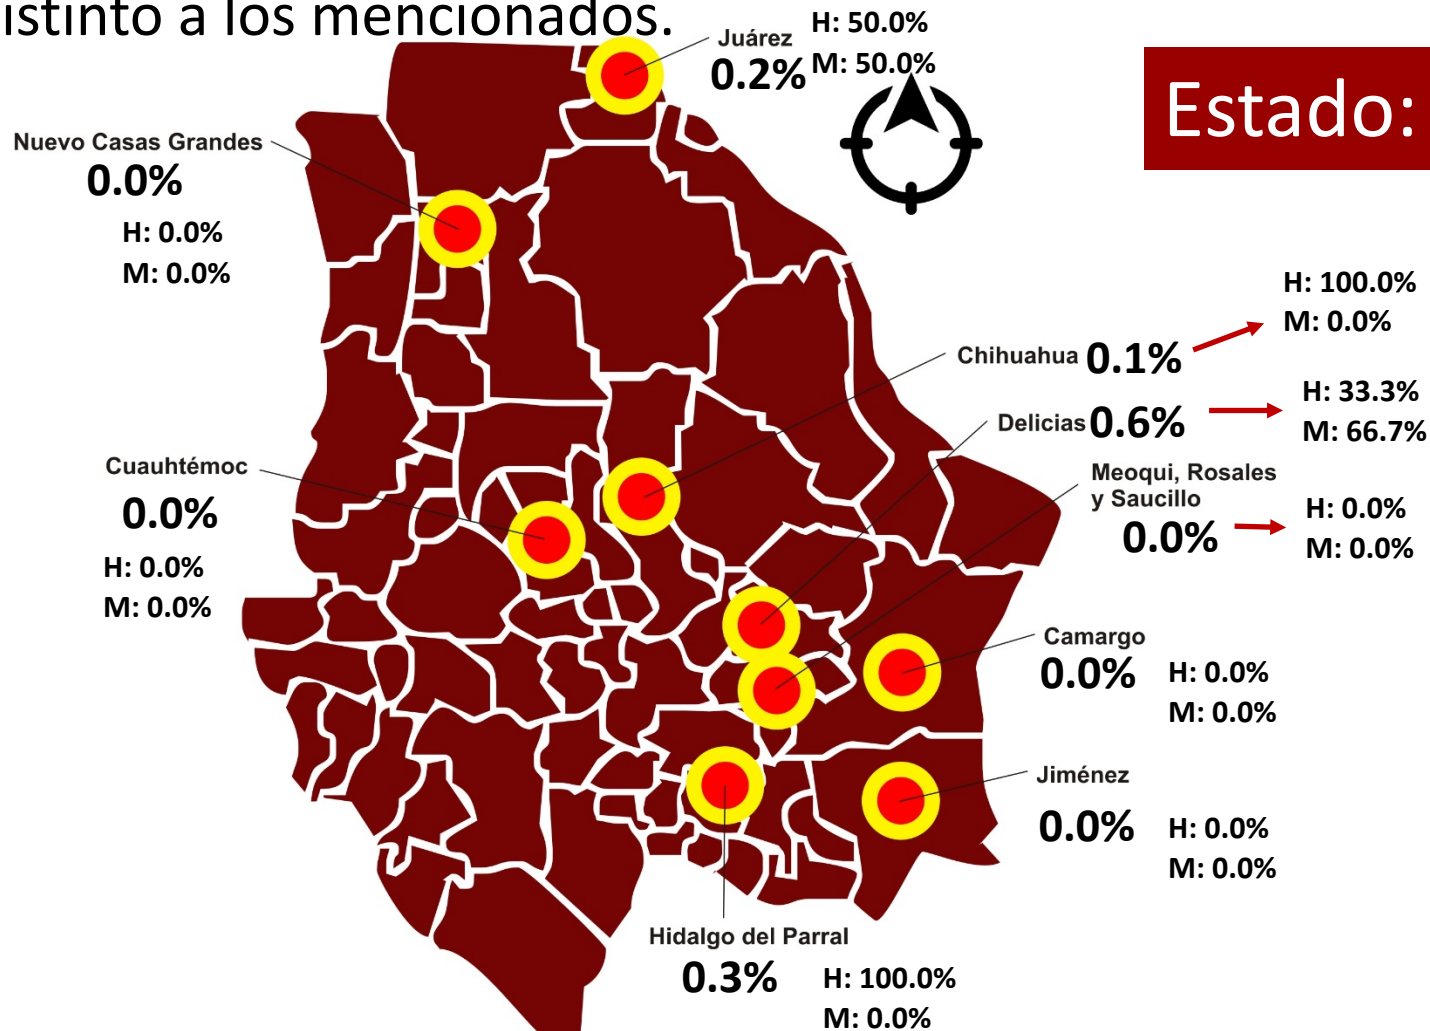 istinto a los mencionados.
Juárez
0.2%
H: 50.0%
M: 50.0%
Estado:
Nuevo Casas Grandes
0.0%
H: 0.0%
M: 0.0%
Chihuahua 0.1%
H: 100.0%
M: 0.0%
Delicias 0.6%
H: 33.3%
M: 66.7%
Meoqui, Rosales
y Saucillo
0.0%
H: 0.0%
M: 0.0%
Cuauhtémoc
0.0%
H: 0.0%
M: 0.0%
Camargo
0.0%
H: 0.0%
M: 0.0%
Jiménez
0.0%
H: 0.0%
M: 0.0%
Hidalgo del Parral
0.3%
H: 100.0%
M: 0.0%